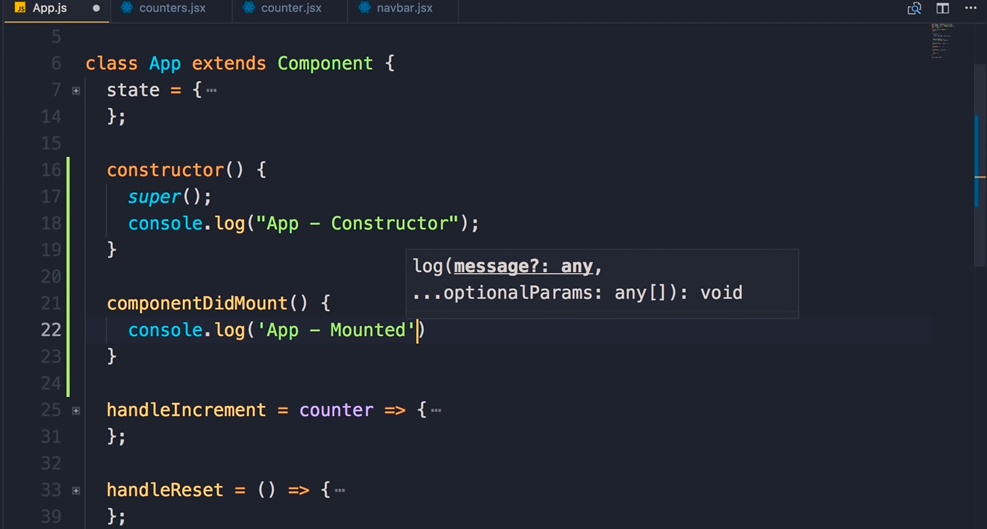 JS App.js ● counters.jsx counter.jsx navbar.jsx ···
5
6 class App extends Component {
7 state = {···
14 };
15
16 constructor() {
17 super();
18 console.log("App – Constructor");
19 }
log(message?: any,
20
...optionalParams: any[]): void
21 componentDidMount() {
22 console.log('App – Mounted')
23 }
24
25 handleIncrement = counter => {···
31 };
32
33 handleReset = () => {···
39 };